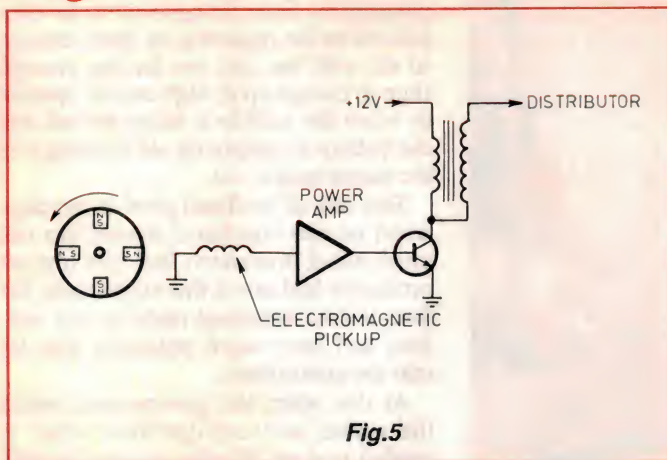 +12V
DISTRIBUTOR
POWER
AMP
N
S
N S
S N
S
N
ELECTROMAGNETIC
PICKUP
Fig.5